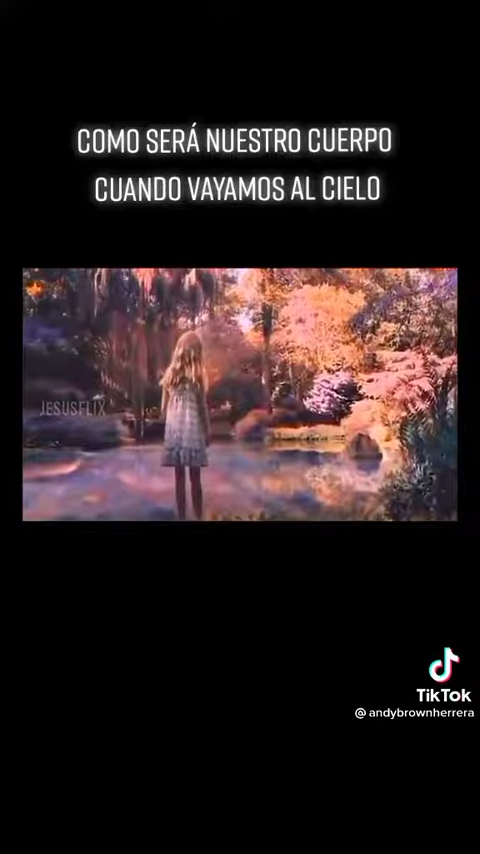 COMO SERÁ NUESTRO CUERPO
CUANDO VAYAMOS AL CIELO
JESUSFLIX
TikTok
@andybrownherrera